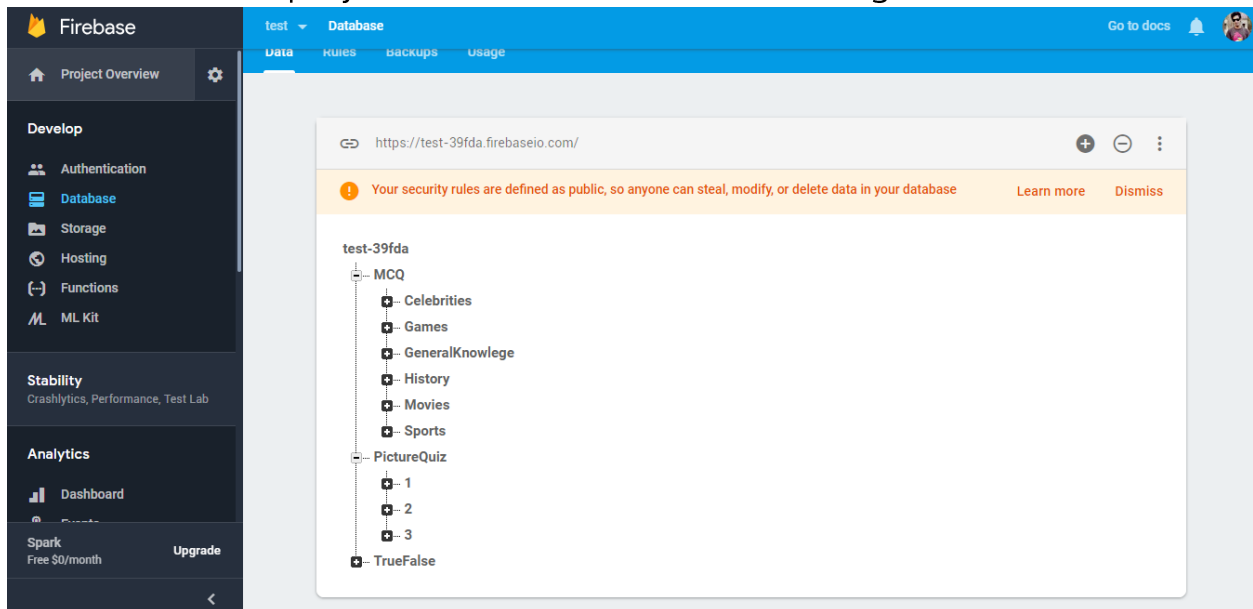 Firebase
test
Database
Go to docs
Data
Rules
Backups
Usage
Project Overview
Develop
Authentication
Database
Storage
Hosting
Functions
ML Kit
Stability
Crashlytics, Performance, Test Lab
Analytics
Dashboard
Events
Spark
Free $0/month
Upgrade
https://test-39fda.firebaseio.com/
Your security rules are defined as public, so anyone can steal, modify, or delete data in your database
Learn more
Dismiss
test-39fda
MCQ
Celebrities
Games
GeneralKnowlege
History
Movies
Sports
PictureQuiz
1
2
3
TrueFalse